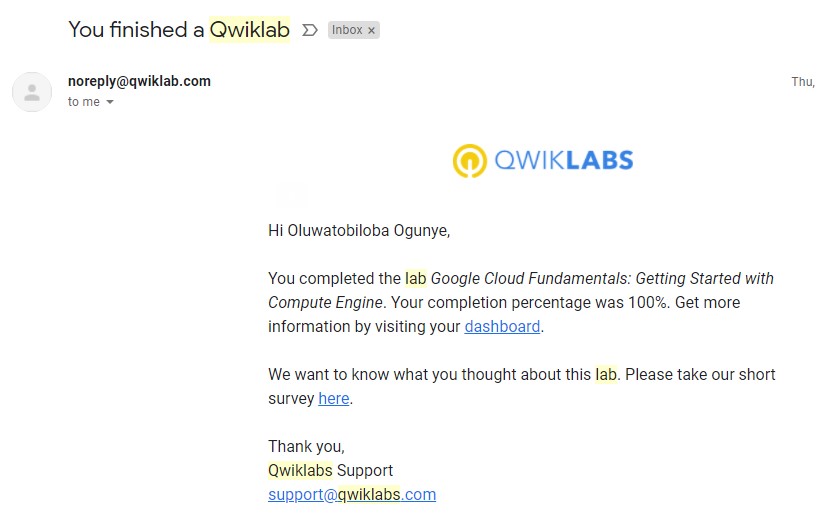 You finished a Qwiklab
Inbox x
noreply@qwiklab.com
Thu,
to me
QWIKLABS
Hi Oluwatobiloba Ogunye,
You completed the lab Google Cloud Fundamentals: Getting Started with
Compute Engine. Your completion percentage was 100%. Get more
information by visiting your dashboard.
We want to know what you thought about this lab. Please take our short
survey here.
Thank you,
Qwiklabs Support
support@qwiklabs.com